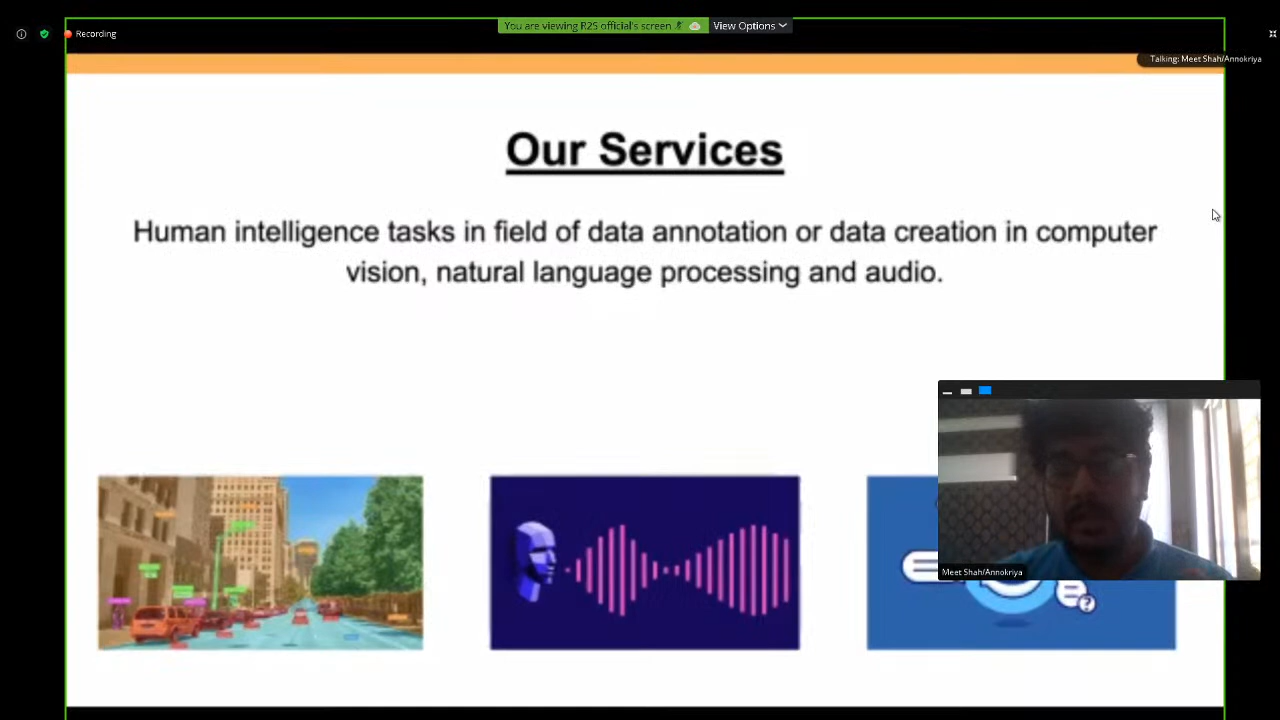 You are viewing R2S official's screen
View Options
Recording
Talking: Meet Shah/Annokriya
Our Services
Human intelligence tasks in field of data annotation or data creation in computer
vision, natural language processing and audio.
?
Meet Shah/Annokriya